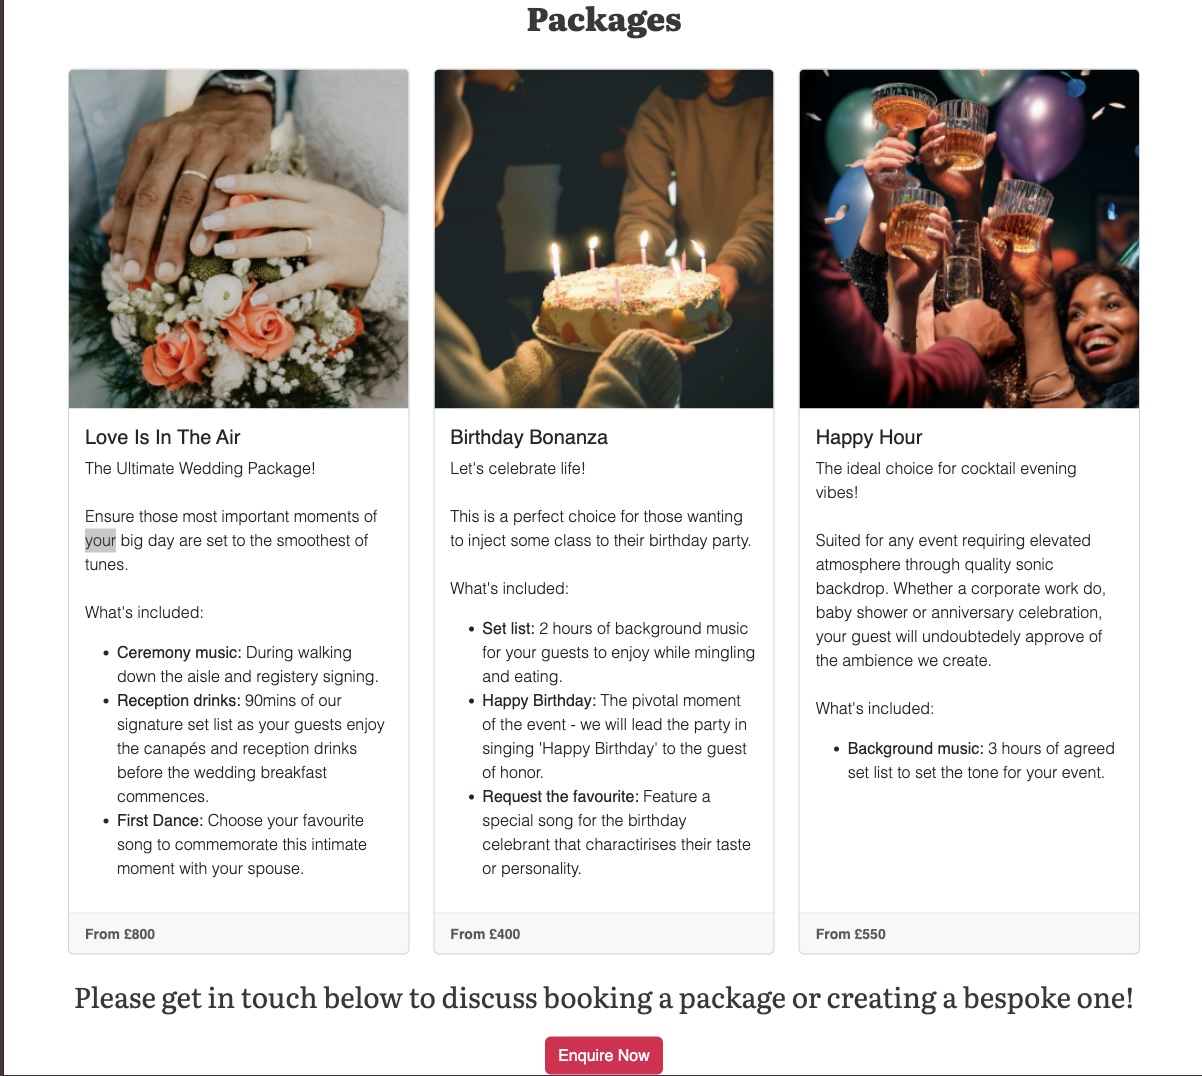 Packages
Love Is In The Air
The Ultimate Wedding Package!
Ensure those most important moments of
your big day are set to the smoothest of
tunes.
What's included:
• Ceremony music: During walking
down the aisle and registery signing.
• Reception drinks: 90mins of our
signature set list as your guests enjoy
the canapés and reception drinks
before the wedding breakfast
commences.
• First Dance: Choose your favourite
song to commemorate this intimate
moment with your spouse.
From £800
Birthday Bonanza
Let's celebrate life!
This is a perfect choice for those wanting
to inject some class to their birthday party.
What's included:
• Set list: 2 hours of background music
for your guests to enjoy while mingling
and eating.
• Happy Birthday: The pivotal moment
of the event - we will lead the party in
singing 'Happy Birthday' to the guest
of honor.
• Request the favourite: Feature a
special song for the birthday
celebrant that charactirises their taste
or personality.
From £400
Happy Hour
The ideal choice for cocktail evening
vibes!
Suited for any event requiring elevated
atmosphere through quality sonic
backdrop. Whether a corporate work do,
baby shower or anniversary celebration,
your guest will undoubtedely approve of
the ambience we create.
What's included:
• Background music: 3 hours of agreed
set list to set the tone for your event.
From £550
Please get in touch below to discuss booking a package or creating a bespoke one!
Enquire Now